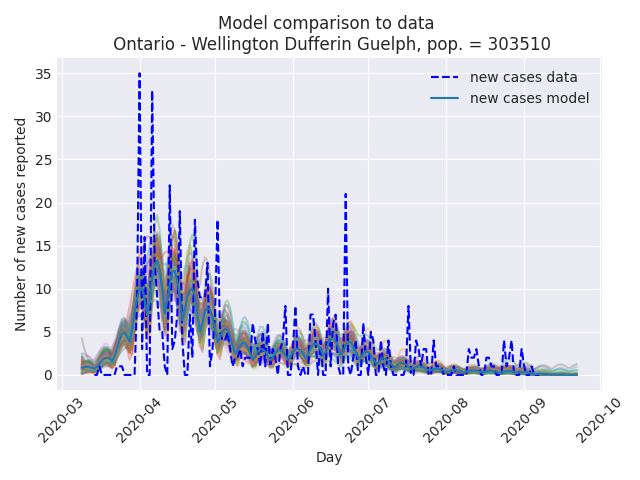 Model comparison to data
Ontario - Wellington Dufferin Guelph, pop. = 303510
new cases data
new cases model
Number of new cases reported
35
30
25
20
15
10
5
0
2020-03
2020-04
2020-05
2020-06
2020-07
2020-08
2020-09
2020-10
Day